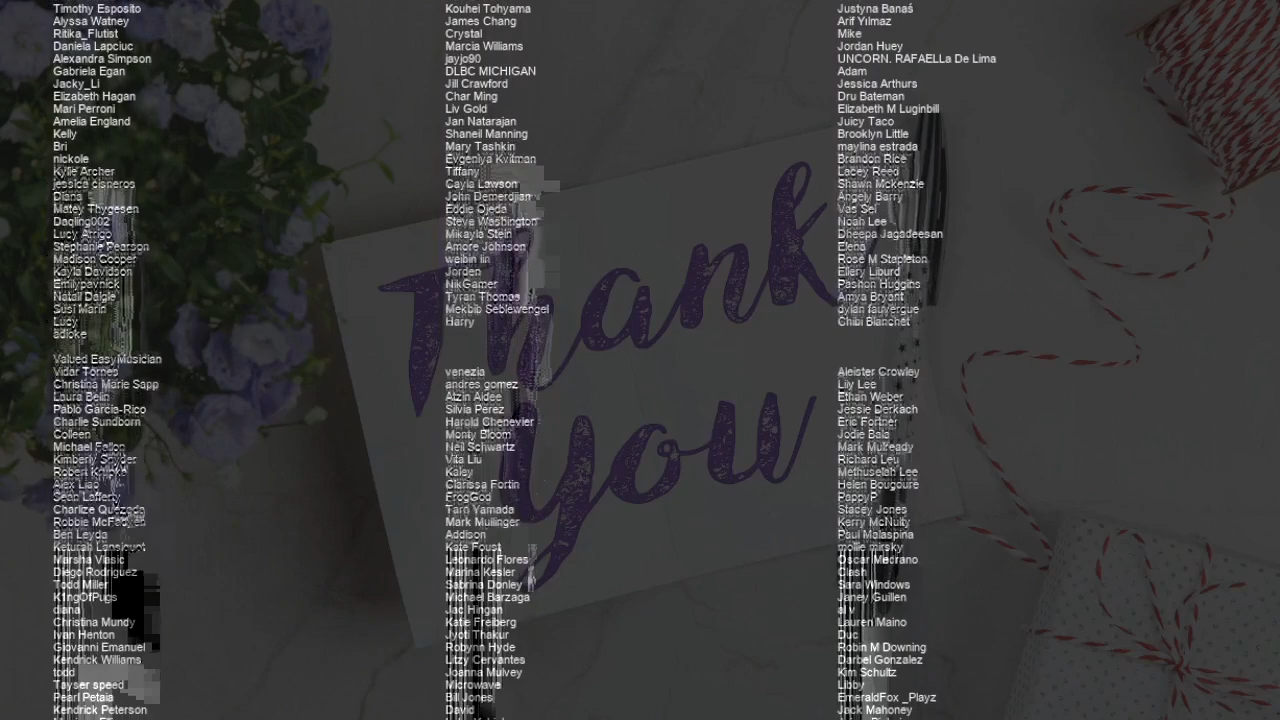 Timothy Esposito
Alyssa Watney
Ritika_Flutist
Daniela Lapciuc
Alexandra Simpson
Gabriela Egan
Jacky_Li
Elizabeth Hagan
Mari Perroni
Amelia England
Kelly
Bri
nickole
Kylie Archer
jessica cisneros
Diana
Matey Thygesen
Daqling002
Lucy Arrigo
Stephanie Pearson
Madison Cooper
Kayla Davidson
Emilypavnick
Natali Daigle
Susi Marin
Lucy
adioke
Valued EasyMusician
Vidar Tornes
Christina Marie Sapp
Laura Belin
Pablo García-Rico
Charlie Sundborn
Colleen
Michael Fallon
Kimberly Snyder
Robert
Alex Liao
Sean Lafferty
Charlize Quezada
Robbie McFadyen
Ben Leyda
Keturah
Marsha Vlasic
Diego Rodriguez
Todd Miller
K1ngOfPugs
diana
Christina Mundy
Ivan Henton
Giovanni Emanuel
Kendrick Williams
todd
Tayser speed
Pearl Petaia
Kendrick Peterson
Kouhei Tohyama
James Chang
Crystal
Marcia Williams
jayjo90
DLBC MICHIGAN
Jill Crawford
Char Ming
Liv Gold
Jan Natarajan
Shaneil Manning
Mary Tashkin
Evgeniya Kvitman
Tiffany
Cayla Lawson
John Demerdjian
Eddie Ojeda
Steve Washington
Mikayla Stein
Amore Johnson
weibin lin
Jorden
NikGamer
Tyran Thomas
Mekbib Seblewengel
Harry
venezia
andres gomez
Atzin Aldee
Silvia Perez
Harold Chenevier
Monty Bloom
Neil Schwartz
Vita Liu
Kaley
Clarissa Fortin
FrogGod
Taro Yamada
Mark Mullinger
Addison
Kate Foust
Leonardo Flores
Marina Kesler
Sabrina Donley
Michael Barzaga
Jac Hingan
Katie Freiberg
Jyoti Thakur
Robynn Hyde
Litzy Cervantes
Joanna Mulvey
Microwave
Bill Jones
David
Justyna Banaś
Arif Yılmaz
Mike
Jordan Huey
UNCORN. RAFAELLa De Lima
Adam
Jessica Arthurs
Dru Bateman
Elizabeth M Luginbill
Juicy Taco
Brooklyn Little
maylina estrada
Brandon Rice
Lacey Reed
Shawn Mckenzie
Angely Barry
Vas Sel
Noah Lee
Dheepa Jagadeesan
Elena
Rose M Stapleton
Ellery Liburd
Pashon Huggins
Amya Bryant
dylan fauvergue
Chibi Blanchet
Aleister Crowley
Lily Lee
Ethan Weber
Jessie Derkach
Eric Fortner
Jodie Bals
Mark Mulready
Richard Leu
Methuselah Lee
Helen Bougoure
PappyP
Stacey Jones
Kerry McNulty
Paul Malaspina
mollie mirsky
Oscar Medrano
Clash
Sara Windows
Janey Guillen
al v
Lauren Maino
Duc
Robin M Downing
Darbel Gonzalez
Kim Schultz
Libby
EmeraldFox _Playz
Jack Mahoney
Thank
you